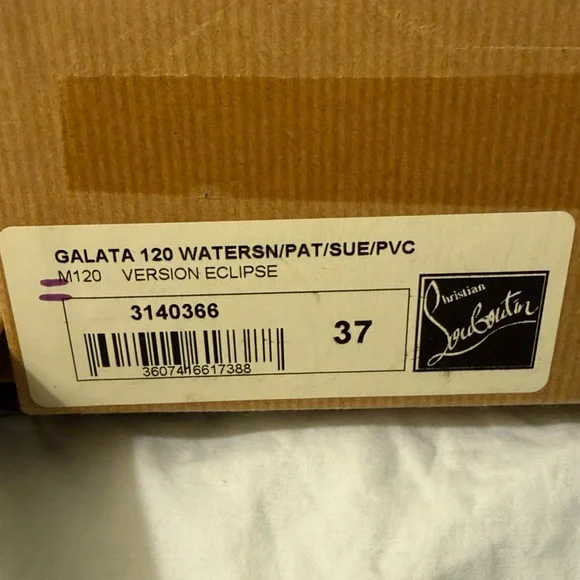 GALATA 120 WATERSN/PAT/SUE/PVC
M120 VERSION ECLIPSE
3140366
37
3607416617388
Christian
Louboutin